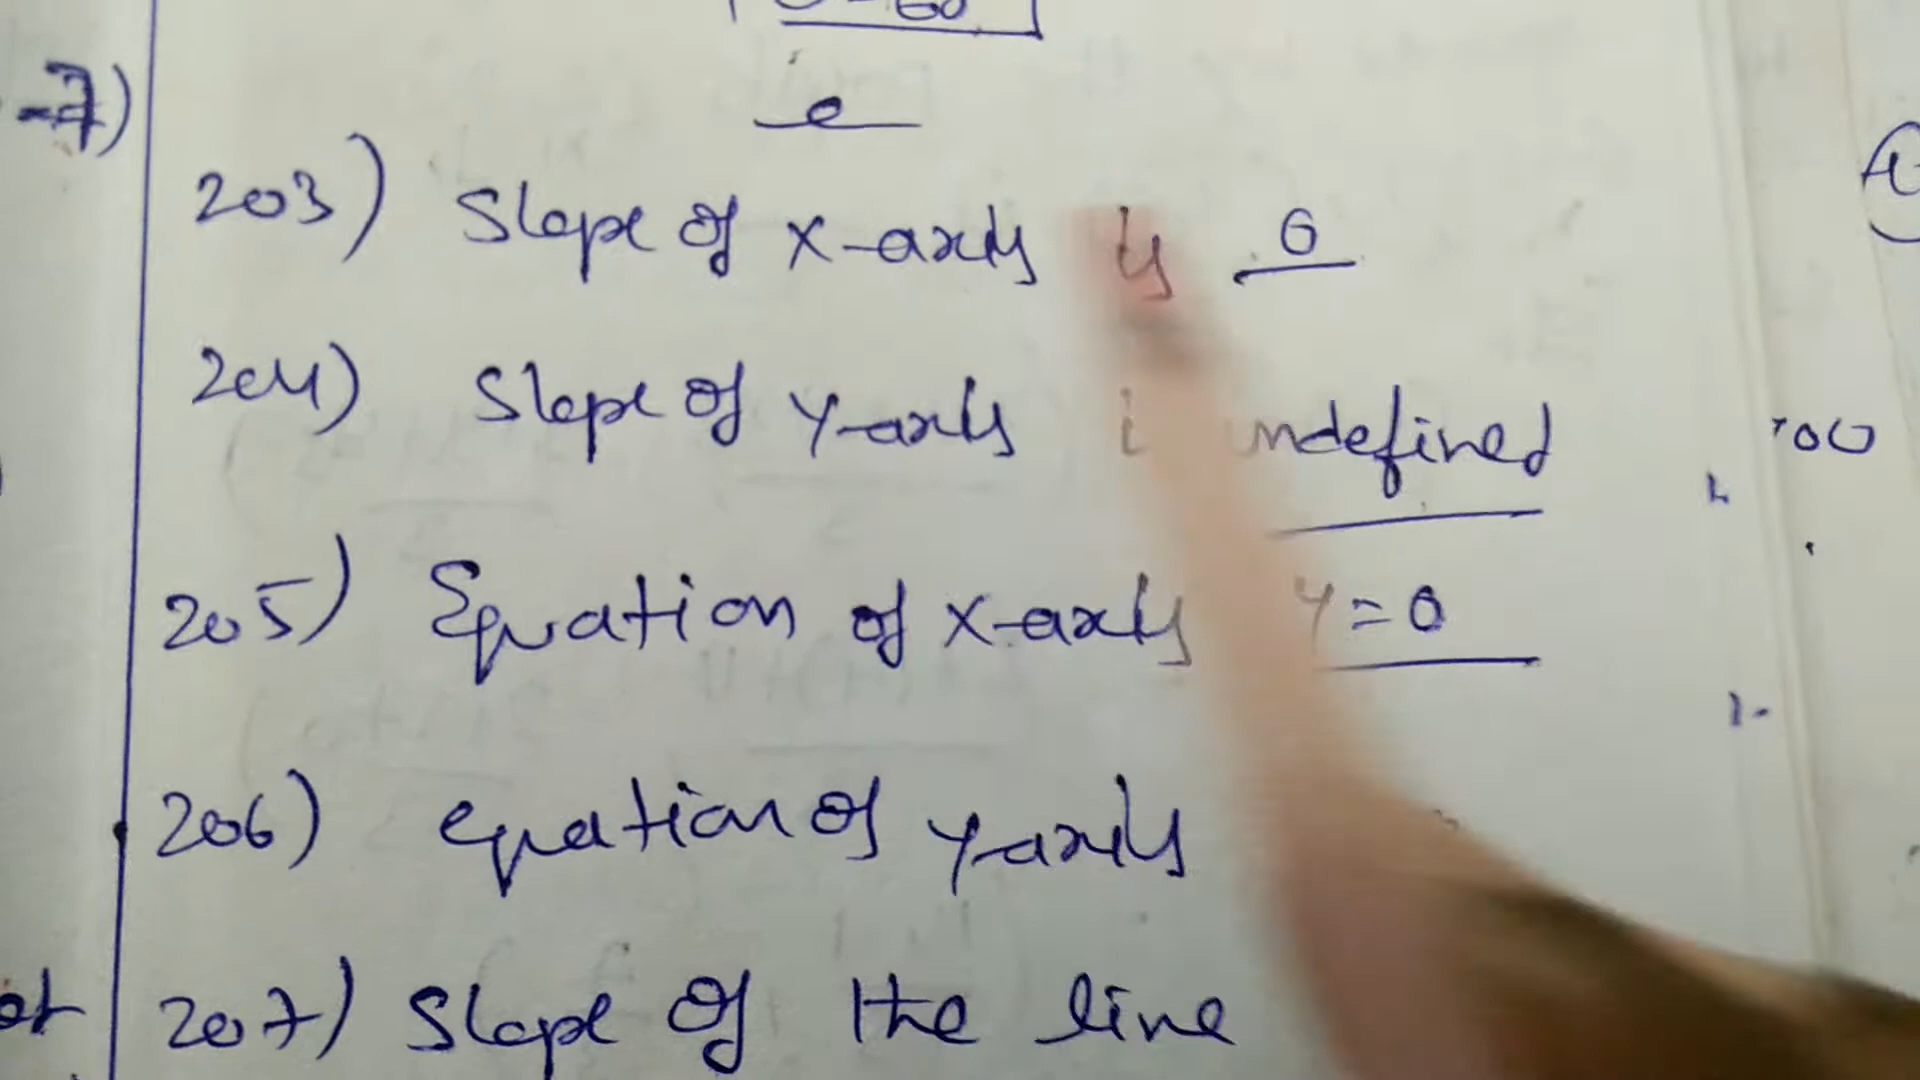 -7)
e
203) Slope of x-axis is 0
204) Slope of y-axis undefined
205) Equation of x-axis y=0
206) equation of y-axis
207) Slope of the line